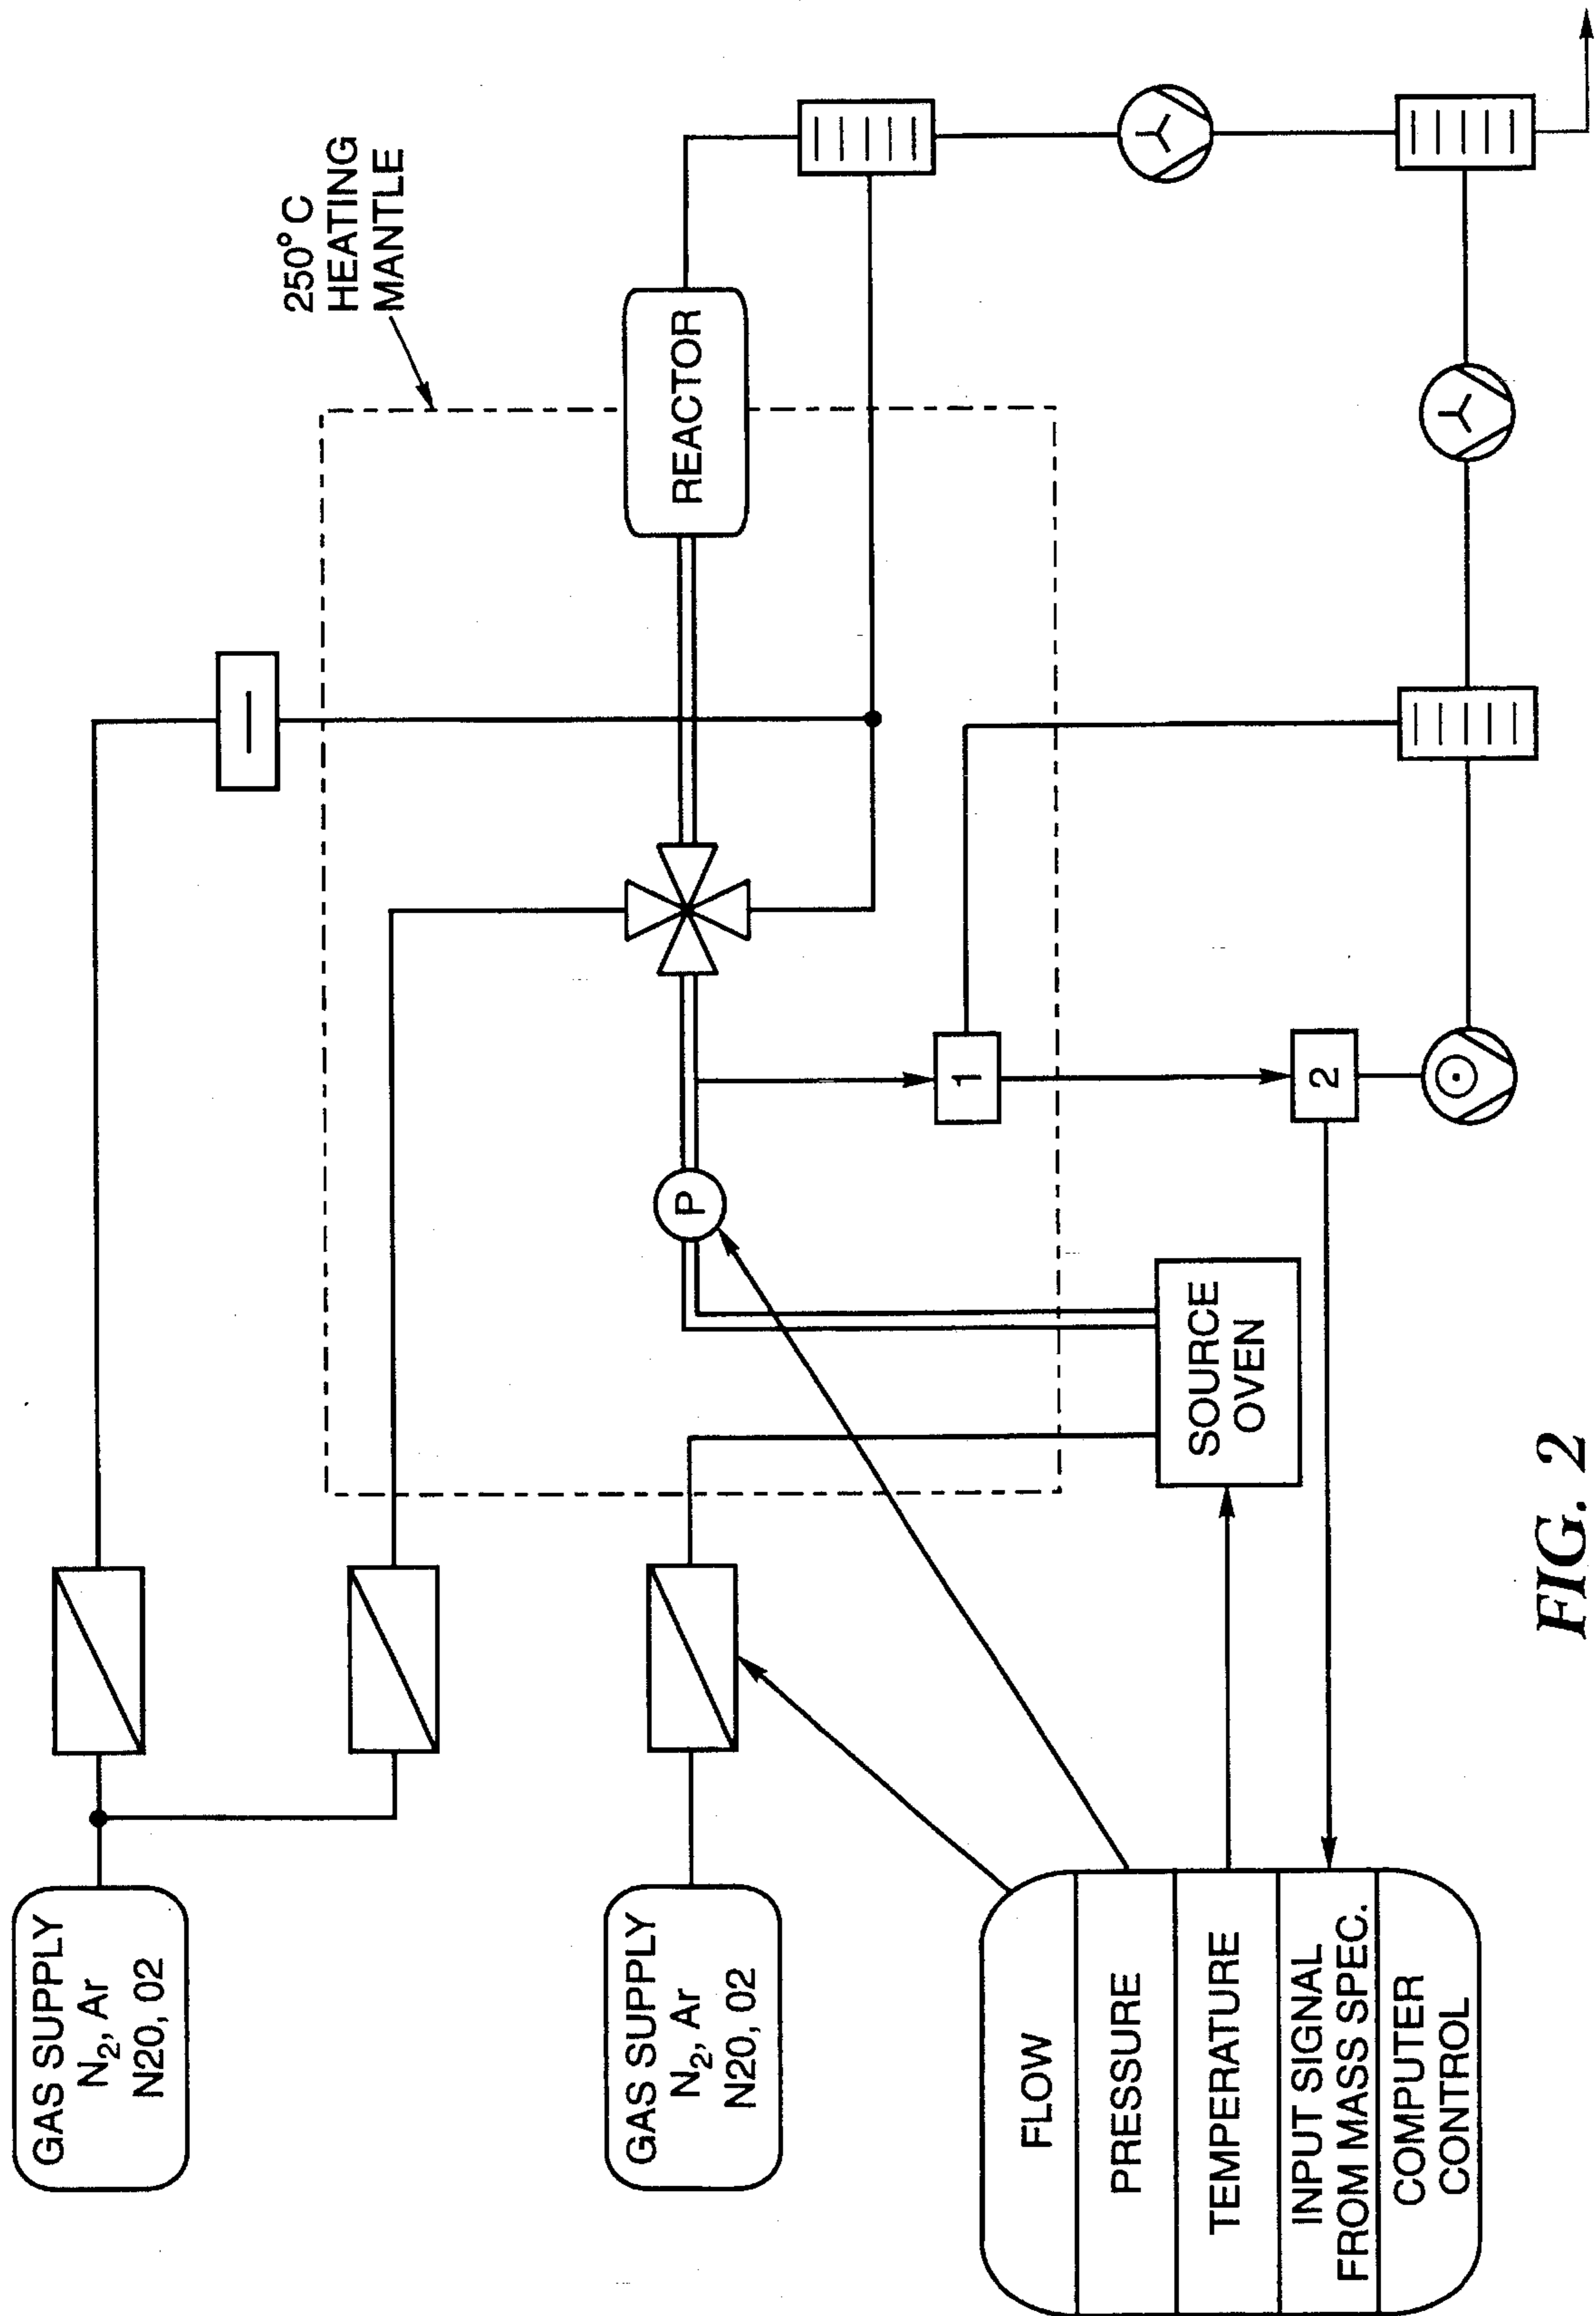 GAS SUPPLY
N₂, Ar
N20, 02
GAS SUPPLY
N₂, Ar
N20, 02
FLOW
PRESSURE
TEMPERATURE
INPUT SIGNAL
FROM MASS SPEC.
COMPUTER
CONTROL
SOURCE
OVEN
P
1
2
REACTOR
250° C
HEATING
MANTLE
FIG. 2